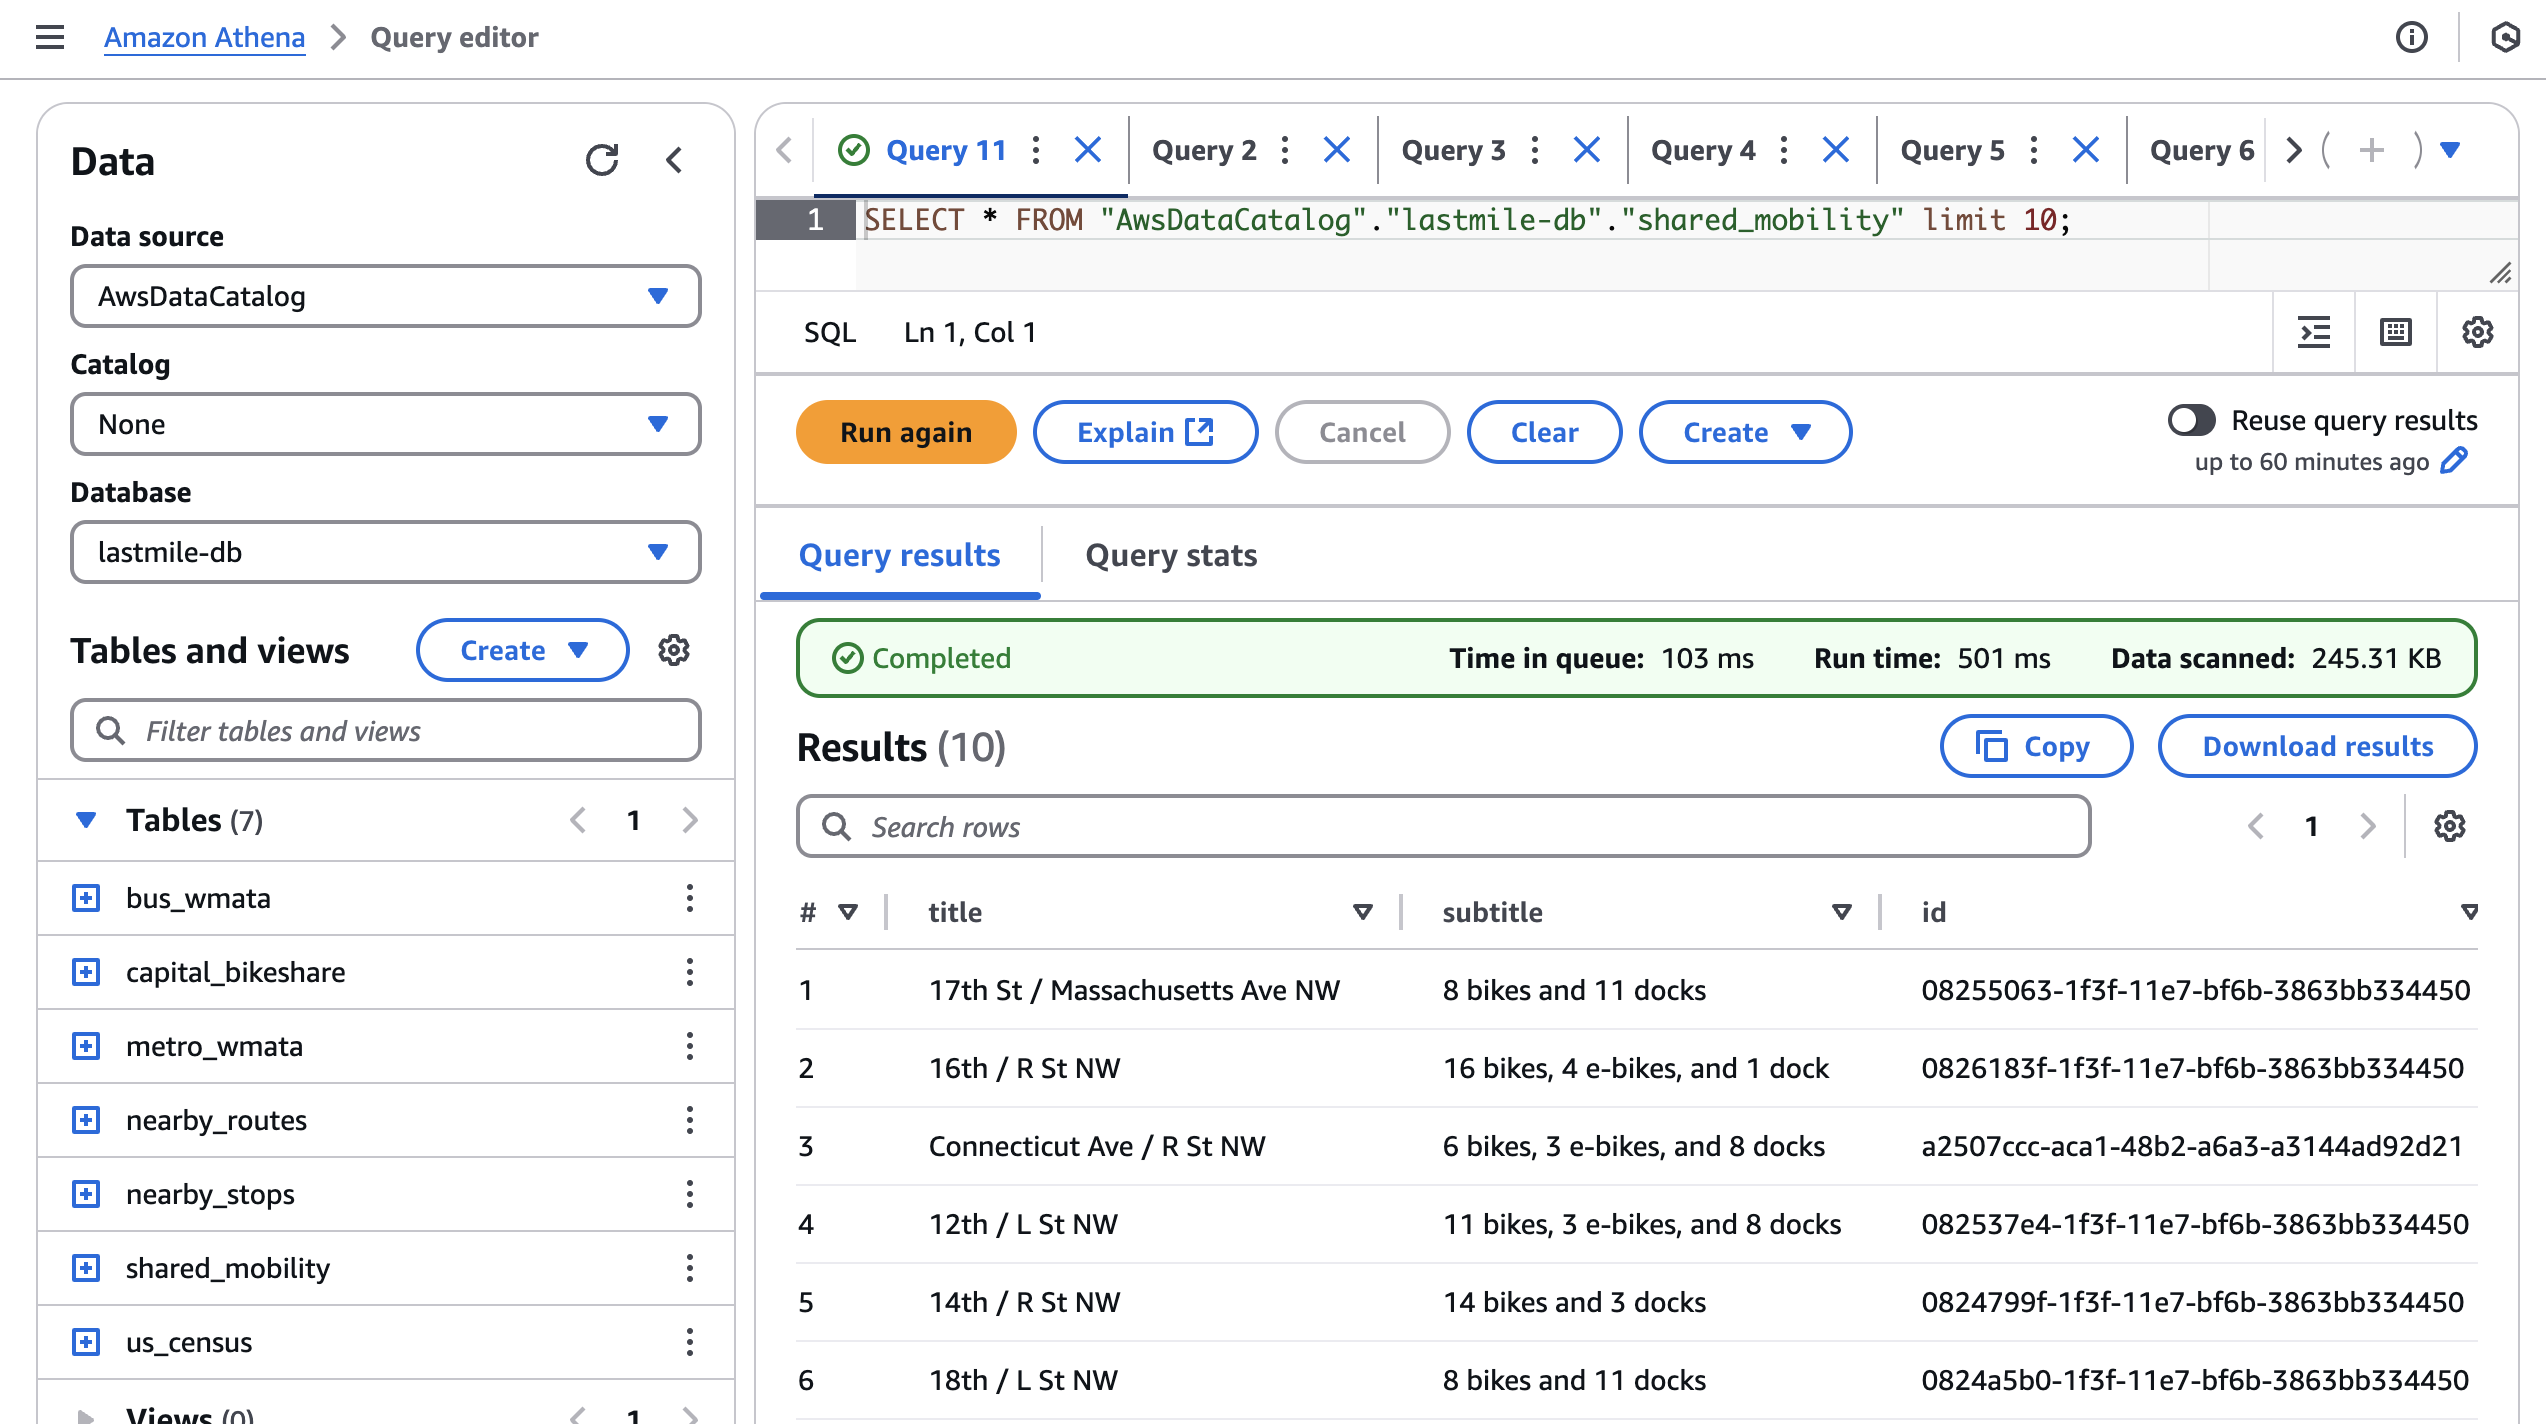 Amazon Athena > Query editor
Data
Data source
AwsDataCatalog
Catalog
None
Database
lastmile-db
Tables and views
Create
Filter tables and views
Tables (7)
1
bus_wmata
capital_bikeshare
metro_wmata
nearby_routes
nearby_stops
shared_mobility
us_census
Views (0)
1
Query 11 Query 2 Query 3 Query 4 Query 5 Query 6
1 SELECT * FROM "AwsDataCatalog"."lastmile-db"."shared_mobility" limit 10;
SQL Ln 1, Col 1
Run again Explain Cancel Clear Create
Reuse query results
up to 60 minutes ago
Query results Query stats
Completed Time in queue: 103 ms Run time: 501 ms Data scanned: 245.31 KB
Results (10) Copy Download results
Search rows 1
# title subtitle id
1 17th St / Massachusetts Ave NW 8 bikes and 11 docks 08255063-1f3f-11e7-bf6b-3863bb334450
2 16th / R St NW 16 bikes, 4 e-bikes, and 1 dock 0826183f-1f3f-11e7-bf6b-3863bb334450
3 Connecticut Ave / R St NW 6 bikes, 3 e-bikes, and 8 docks a2507ccc-aca1-48b2-a6a3-a3144ad92d21
4 12th / L St NW 11 bikes, 3 e-bikes, and 8 docks 082537e4-1f3f-11e7-bf6b-3863bb334450
5 14th / R St NW 14 bikes and 3 docks 0824799f-1f3f-11e7-bf6b-3863bb334450
6 18th / L St NW 8 bikes and 11 docks 0824a5b0-1f3f-11e7-bf6b-3863bb334450